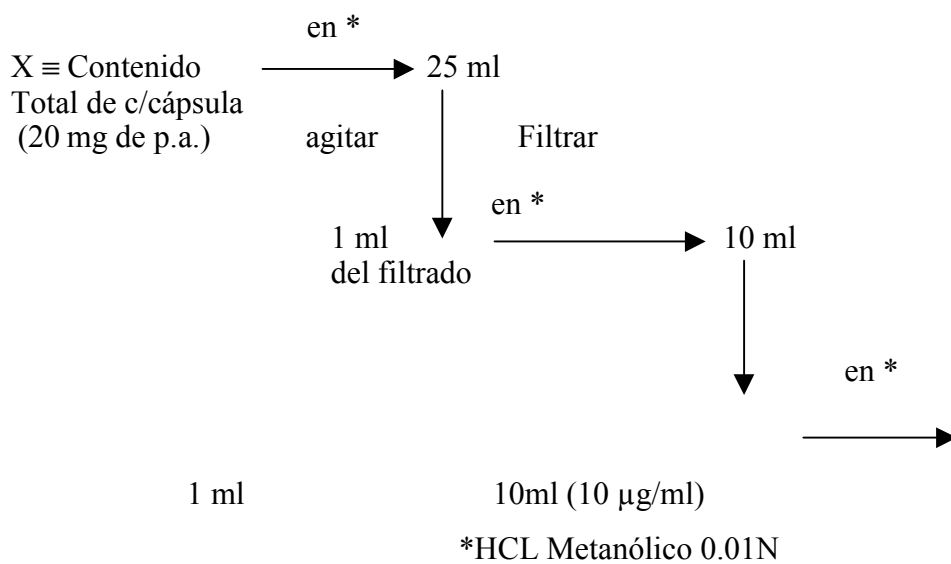 en *
X ≡ Contenido
25 ml
Total de c/cápsula
(20 mg de p.a.)
agitar
Filtrar
en *
1 ml
10 ml
del filtrado
en *
1 ml
10ml (10 µg/ml)
*HCL Metanólico 0.01N